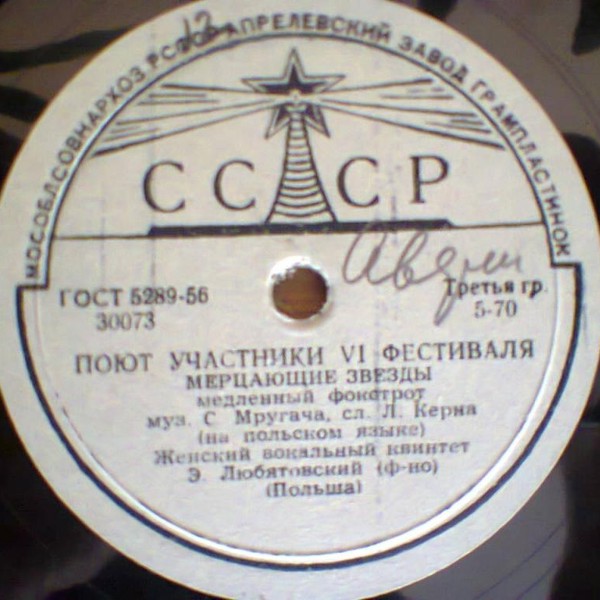 МОСОБЛСОВНАРХОЗ РСФСР АПРЕЛЕВСКИЙ ЗАВОД ГРАМПЛАСТИНОК
СССР
ГОСТ 5289-56
30073
Третья гр.
5-70
ПОЮТ УЧАСТНИКИ VI ФЕСТИВАЛЯ
МЕРЦАЮЩИЕ ЗВЕЗДЫ
медленный фокстрот
муз. С Мругача, сл. Л. Керна
(на польском языке)
Женский вокальный квинтет
Э. Любятовский (ф-но)
(Польша)